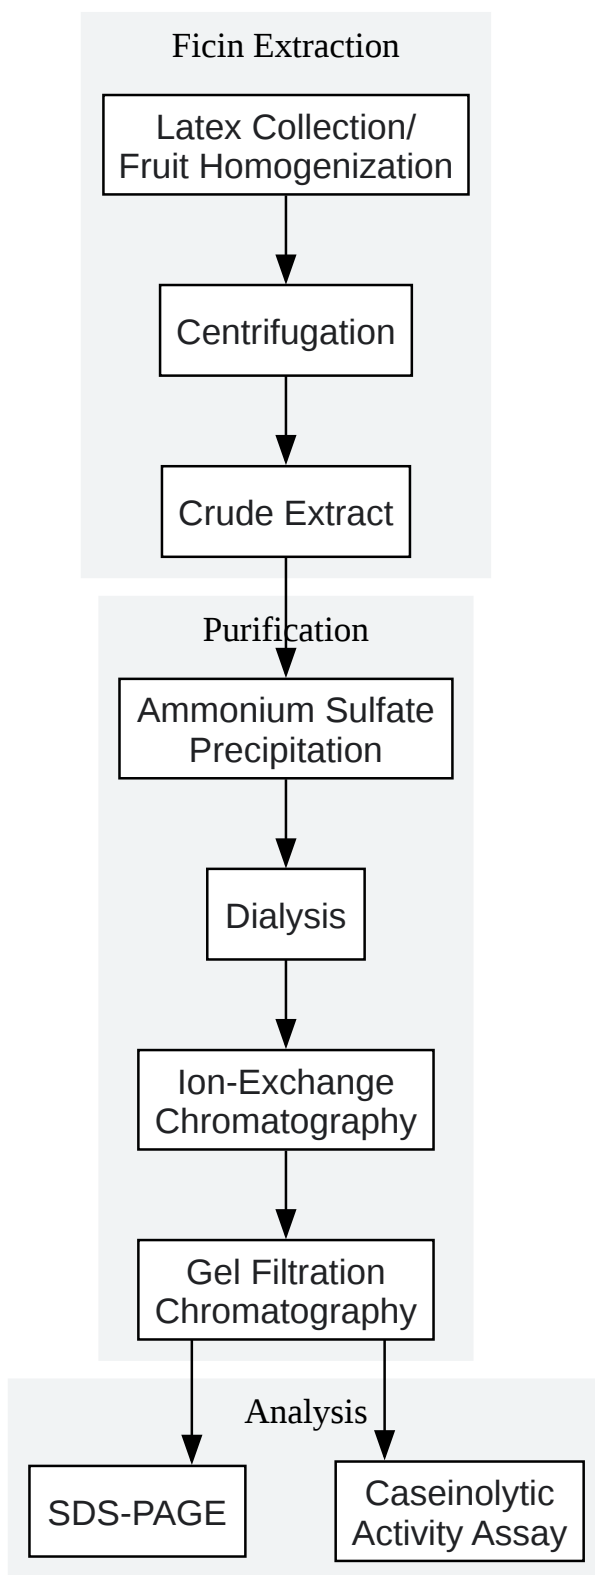 Ficin Extraction
Latex Collection/
Fruit Homogenization
Centrifugation
Crude Extract
Purification
Ammonium Sulfate
Precipitation
Dialysis
Ion-Exchange
Chromatography
Gel Filtration
Chromatography
Analysis
SDS-PAGE
Caseinolytic
Activity Assay